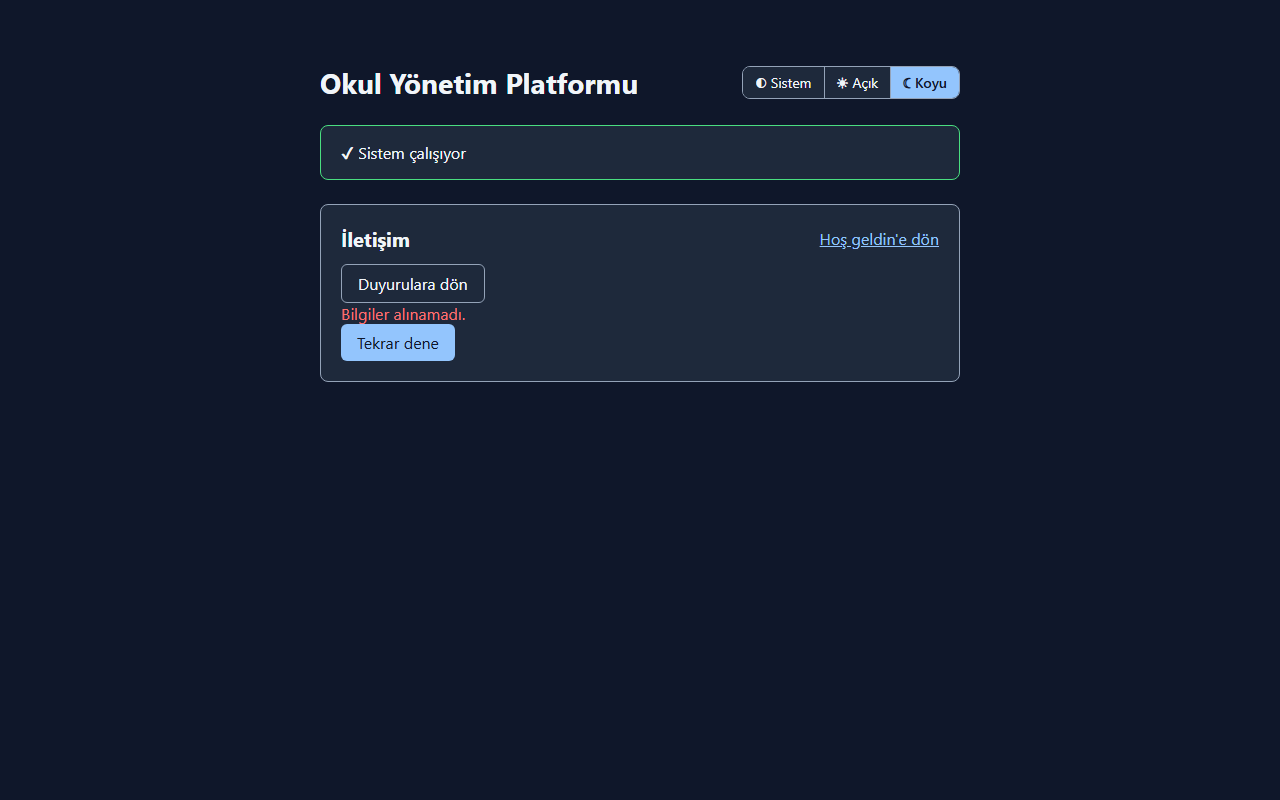 Okul Yönetim Platformu
◐ Sistem ☀ Açık ☾ Koyu
✓ Sistem çalışıyor
İletişim
Hoş geldin'e dön
Duyurulara dön
Bilgiler alınamadı.
Tekrar dene